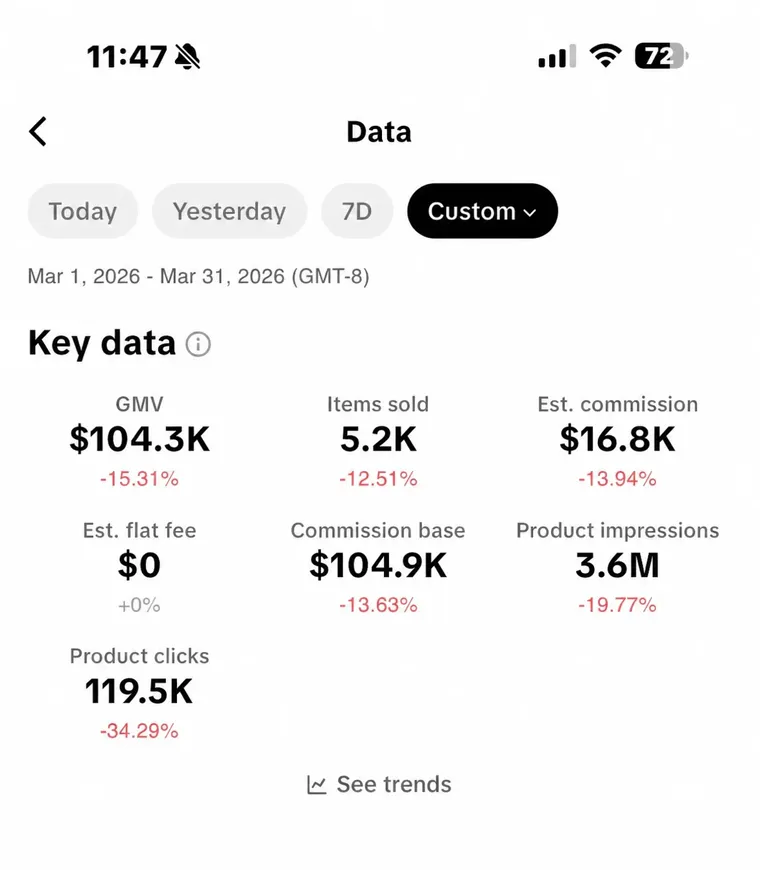 11:47
72
Data
Today Yesterday 7D Custom
Mar 1, 2026 - Mar 31, 2026 (GMT-8)
Key data
GMV Items sold Est. commission
$104.3K 5.2K $16.8K
-15.31% -12.51% -13.94%
Est. flat fee Commission base Product impressions
$0 $104.9K 3.6M
+0% -13.63% -19.77%
Product clicks
119.5K
-34.29%
See trends